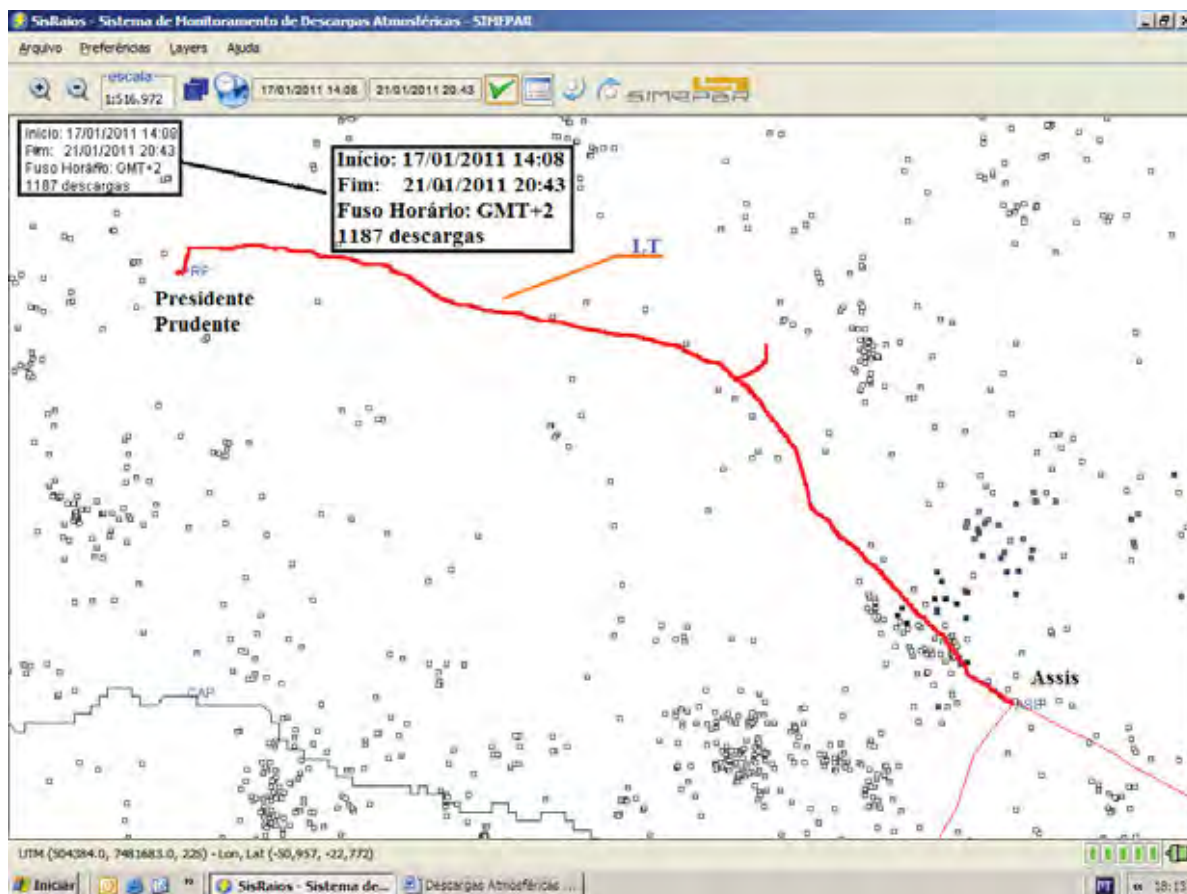 SisRaios - Sistema de Monitoramento de Descargas Atmosféricas - SIMEPAR
Arquivo Preferências Layers Ajuda
escala
1:516.972
17/01/2011 14:08 21/01/2011 20:43
SIMEPAR
Início: 17/01/2011 14:08
Fim: 21/01/2011 20:43
Fuso Horário: GMT+2
1187 descargas
Início: 17/01/2011 14:08
Fim: 21/01/2011 20:43
Fuso Horário: GMT+2
1187 descargas
LT
Presidente
Prudente
Assis
CAP
UTM (504384.0, 7481683.0, 22S) - Lon, Lat (-50,957, -22,772)
Iniciar
SisRaios - Sistema de...
Descargas Atmosféricas ...
PT
18:15